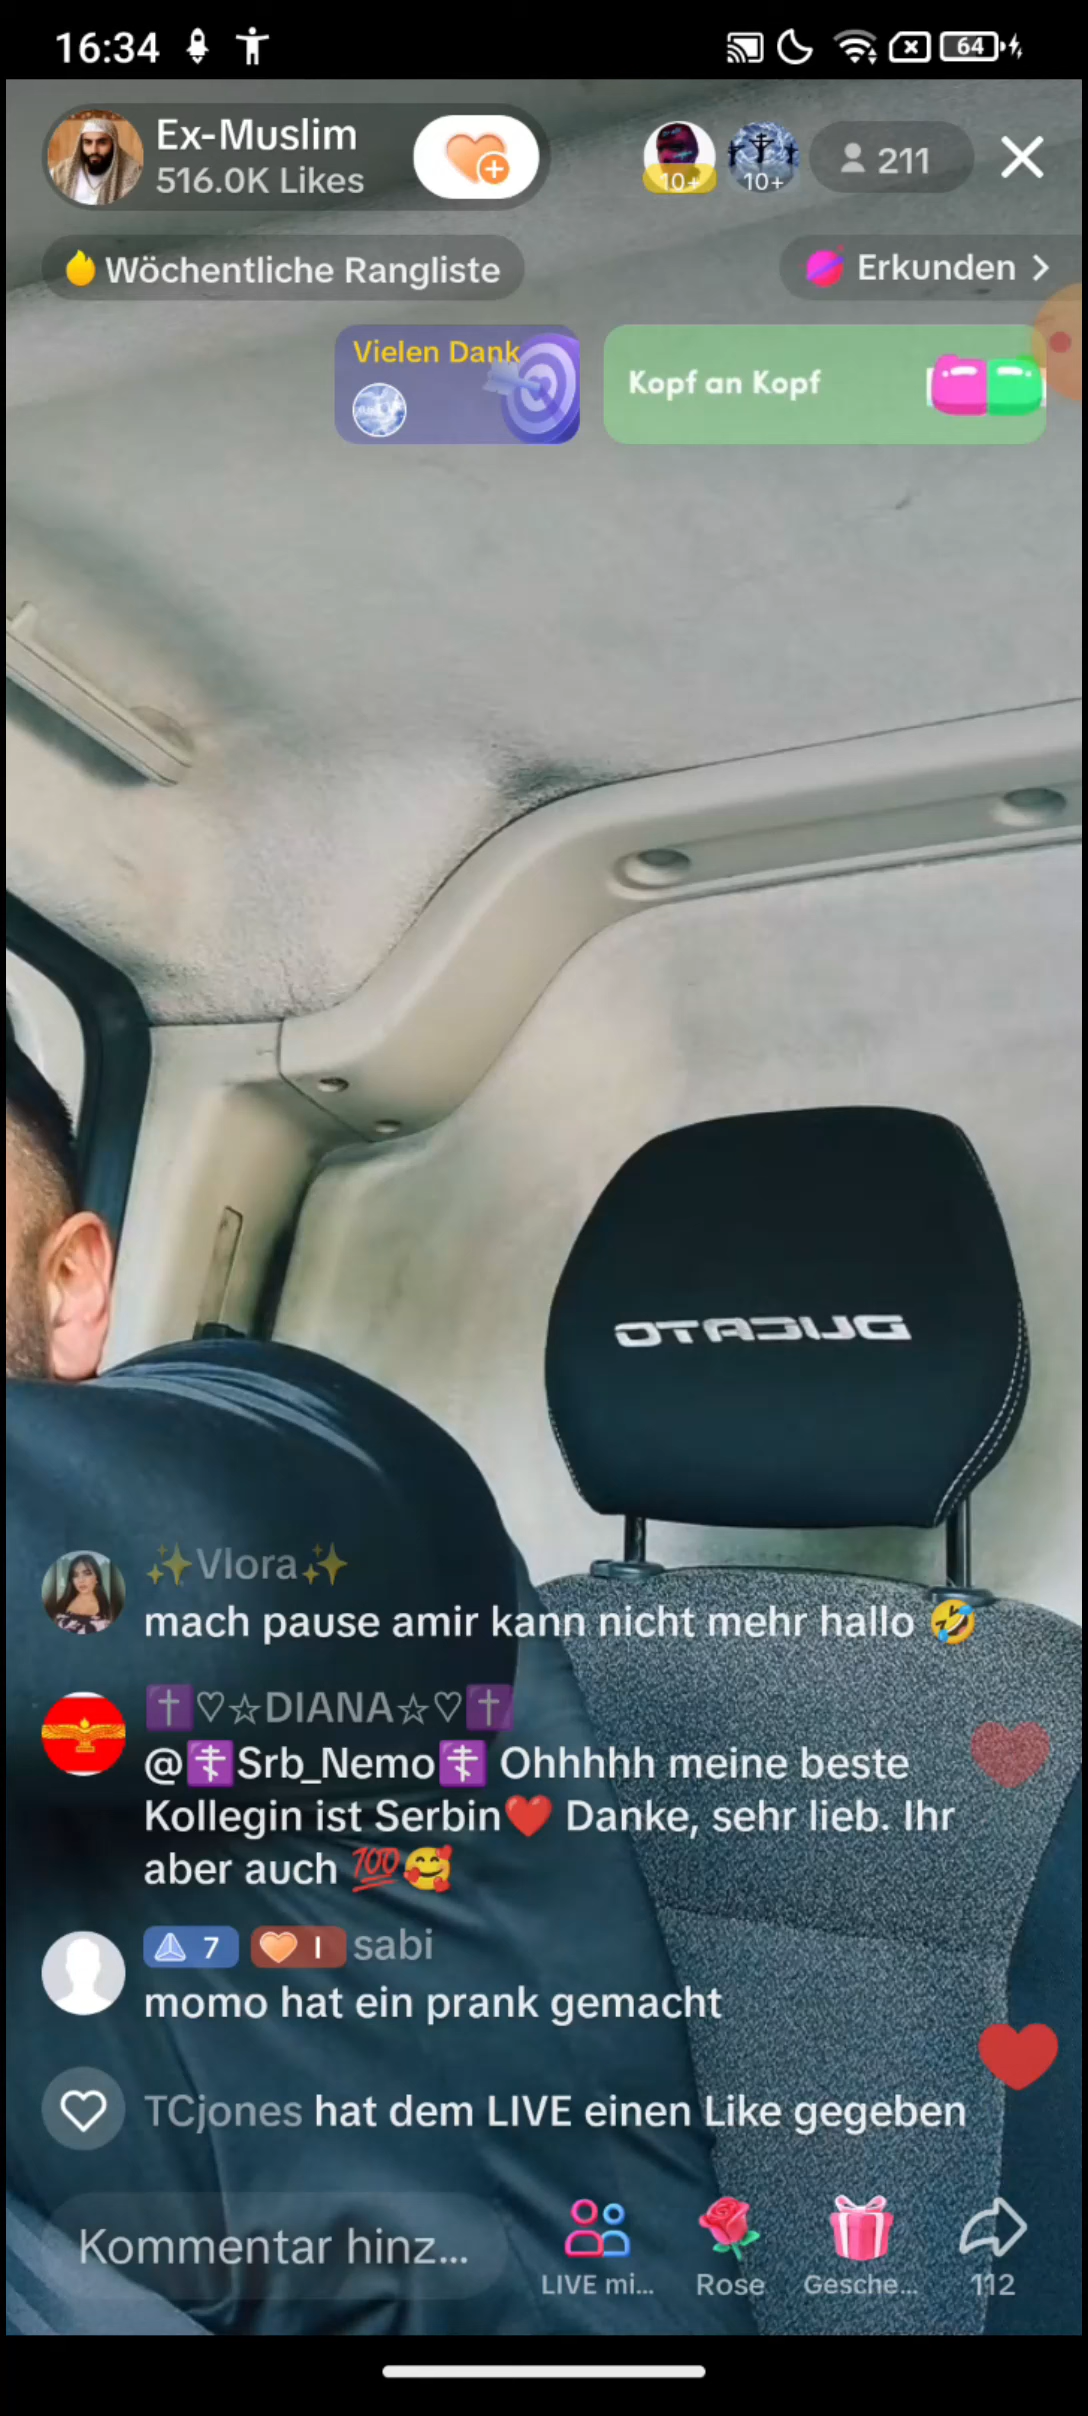 16:34
64
Ex-Muslim
516.0K Likes
10+
10+
211
Wöchentliche Rangliste
Erkunden >
Vielen Dank
Kopf an Kopf
DUCATO
✨Vlora✨
mach pause amir kann nicht mehr hallo 🤣
✝️♡☆DIANA☆♡✝️
@☦️Srb_Nemo☦️ Ohhhhh meine beste
Kollegin ist Serbin❤️ Danke, sehr lieb. Ihr
aber auch 💯🥰
7 I sabi
momo hat ein prank gemacht
TCjones hat dem LIVE einen Like gegeben
Kommentar hinz...
LIVE mi...
Rose
Gesche...
112